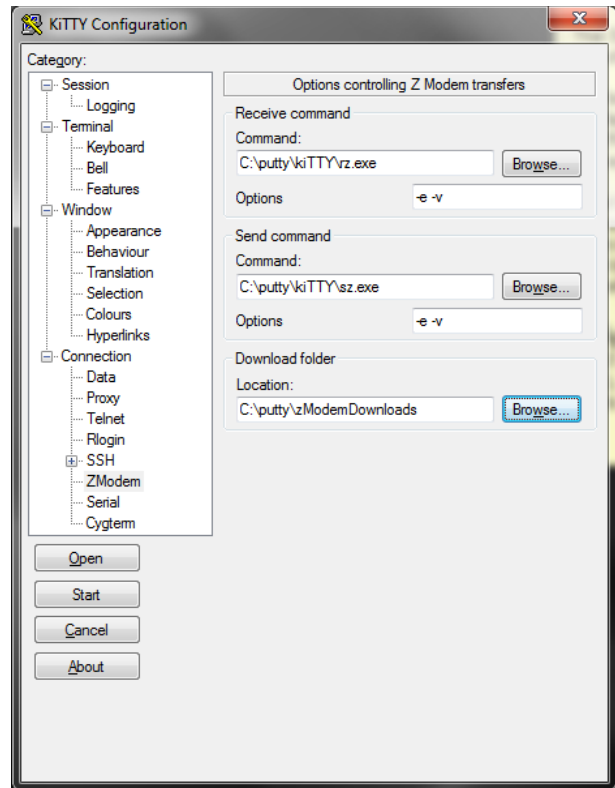 KiTTY Configuration
Category:
Session
Logging
Terminal
Keyboard
Bell
Features
Window
Appearance
Behaviour
Translation
Selection
Colours
Hyperlinks
Connection
Data
Proxy
Telnet
Rlogin
SSH
ZModem
Serial
Cygterm
Open
Start
Cancel
About
Options controlling Z Modem transfers
Receive command
Command:
C:\putty\kiTTY\rz.exe Browse...
Options -e -v
Send command
Command:
C:\putty\kiTTY\sz.exe Browse...
Options -e -v
Download folder
Location:
C:\putty\zModemDownloads Browse...